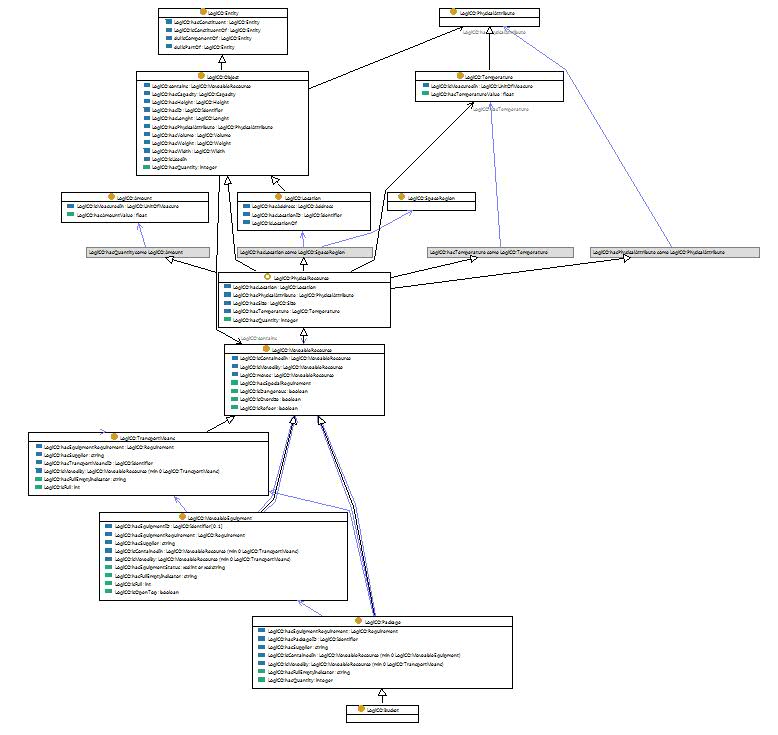 LogiCO:Entity
LogiCO:hasConstituent : LogiCO:Entity
LogiCO:isConstituentOf : LogiCO:Entity
dul:isComponentOf : LogiCO:Entity
dul:isPartOf : LogiCO:Entity
LogiCO:PhysicalAttribute
LogiCO:hasPhysicalAttribute
LogiCO:Object
LogiCO:contains : LogiCO:MoveableResource
LogiCO:hasCapacity : LogiCO:Capacity
LogiCO:hasHeight : LogiCO:Height
LogiCO:hasID : LogiCO:Identifier
LogiCO:hasLenght : LogiCO:Lenght
LogiCO:hasPhysicalAttribute : LogiCO:PhysicalAttribute
LogiCO:hasVolume : LogiCO:Volume
LogiCO:hasWeight : LogiCO:Weight
LogiCO:hasWidth : LogiCO:Width
LogiCO:isUsedIn
LogiCO:hasQuantity : integer
LogiCO:Temperature
LogiCO:isMeasuredIn : LogiCO:UnitOfMeasure
LogiCO:hasTemperatureValue : float
LogiCO:hasTemperature
LogiCO:Amount
LogiCO:isMeasuredIn : LogiCO:UnitOfMeasure
LogiCO:hasAmountValue : float
LogiCO:Location
LogiCO:hasAddress : LogiCO:Address
LogiCO:hasLocationID : LogiCO:Identifier
LogiCO:isLocationOf
LogiCO:SpaceRegion
LogiCO:hasQuantity some LogiCO:Amount
LogiCO:hasLocation some LogiCO:SpaceRegion
LogiCO:hasTemperature some LogiCO:Temperature
LogiCO:hasPhysicalAttribute some LogiCO:PhysicalAttribute
LogiCO:PhysicalResource
LogiCO:hasLocation : LogiCO:Location
LogiCO:hasPhysicalAttribute : LogiCO:PhysicalAttribute
LogiCO:hasSize : LogiCO:Size
LogiCO:hasTemperature : LogiCO:Temperature
LogiCO:hasQuantity : integer
LogiCO:contains
LogiCO:MoveableResource
LogiCO:isContainedIn : LogiCO:MoveableResource
LogiCO:isMovedBy : LogiCO:MoveableResource
LogiCO:moves : LogiCO:MoveableResource
LogiCO:hasSpecialRequirement
LogiCO:isDangerous : boolean
LogiCO:isOversize : boolean
LogiCO:isReefer : boolean
LogiCO:TransportMeans
LogiCO:hasEquipmentRequirement : LogiCO:Requirement
LogiCO:hasSupplier : string
LogiCO:hasTransportMeansID : LogiCO:Identifier
LogiCO:isMovedBy : LogiCO:MoveableResource (min 0 LogiCO:TransportMeans)
LogiCO:hasFullEmptyIndicator : string
LogiCO:isFull : int
LogiCO:MoveableEquipment
LogiCO:hasEquipmentID : LogiCO:Identifier[0..1]
LogiCO:hasEquipmentRequirement : LogiCO:Requirement
LogiCO:hasSupplier : string
LogiCO:isContainedIn : LogiCO:MoveableResource (min 0 LogiCO:TransportMeans)
LogiCO:isMovedBy : LogiCO:MoveableResource (min 0 LogiCO:TransportMeans)
LogiCO:hasEquipmentStatus : xsd:int or xsd:string
LogiCO:hasFullEmptyIndicator : string
LogiCO:isFull : int
LogiCO:isOpenTop : boolean
LogiCO:Package
LogiCO:hasEquipmentRequirement : LogiCO:Requirement
LogiCO:hasPackageID : LogiCO:Identifier
LogiCO:hasSupplier : string
LogiCO:isContainedIn : LogiCO:MoveableResource (min 0 LogiCO:MoveableEquipment)
LogiCO:isMovedBy : LogiCO:MoveableResource (min 0 LogiCO:TransportMeans)
LogiCO:hasFullEmptyIndicator : string
LogiCO:hasQuantity : integer